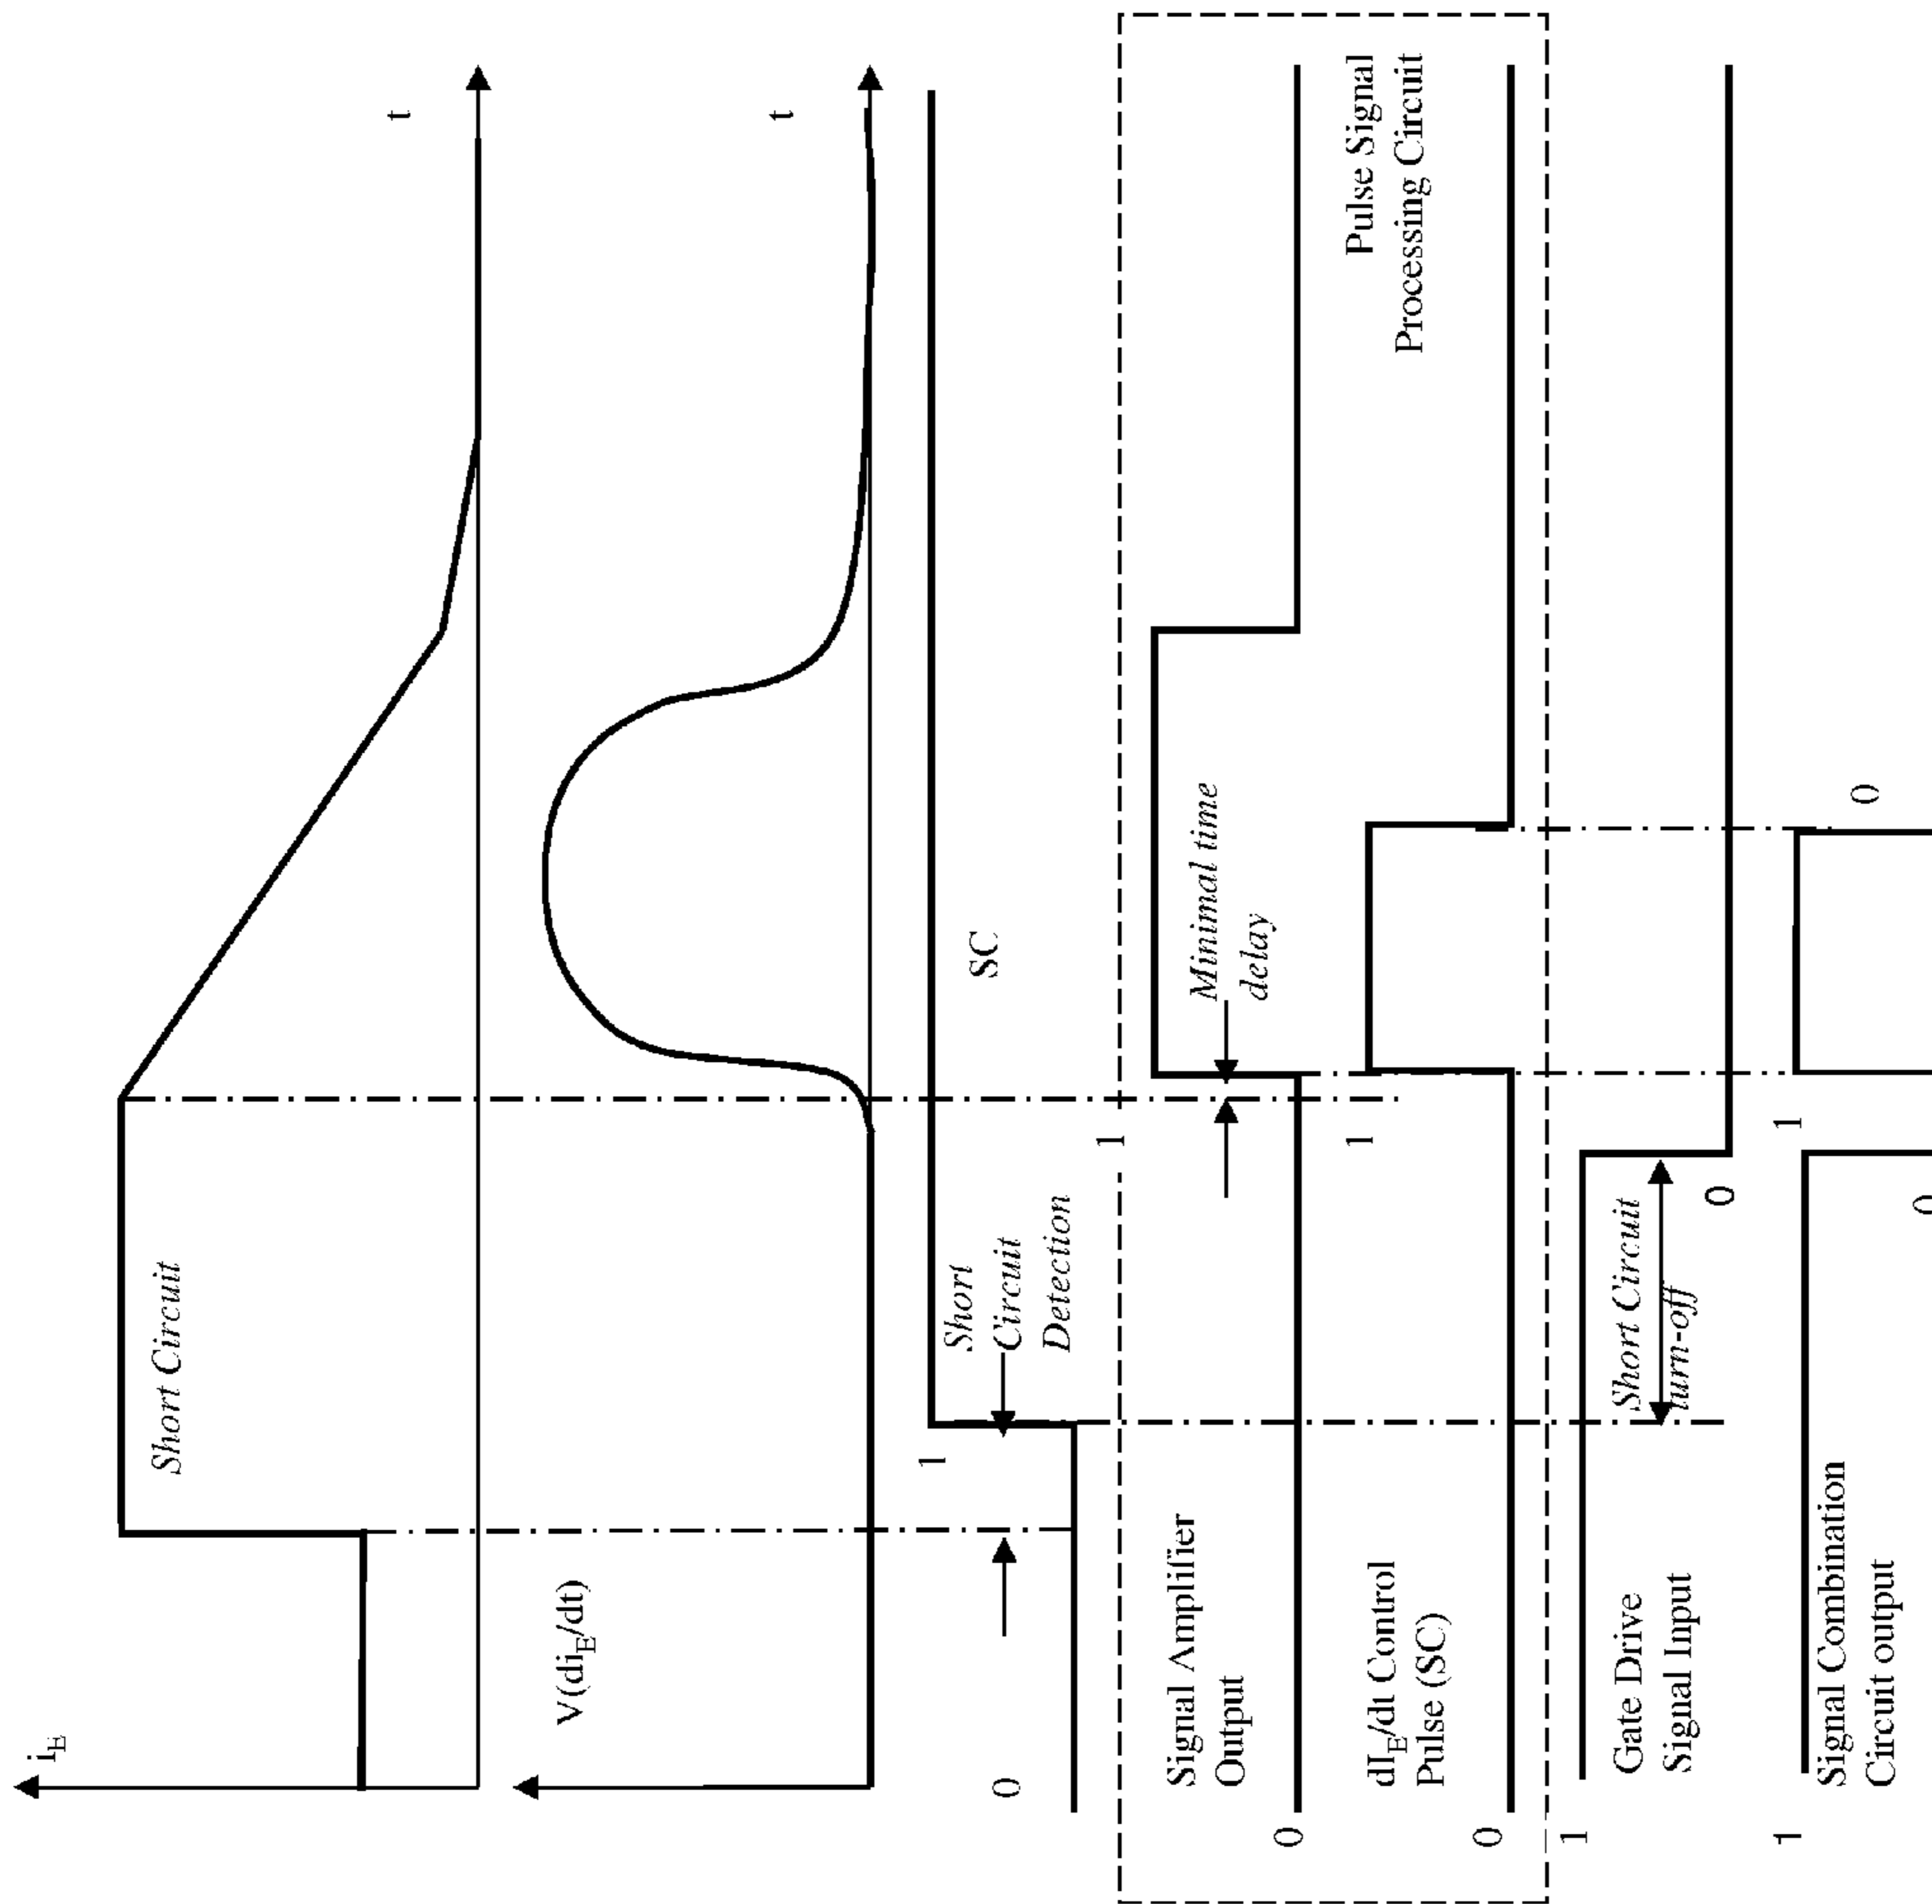 i_E
Short Circuit
t
V(di_E/dt)
t
1
0
Short
Circuit
Detection
SC
Signal Amplifier
Output
0
1
Minimal time
delay
dI_E/dt Control
Pulse (SC)
0
1
Pulse Signal
Processing Circuit
1
Gate Drive
Signal Input
Short Circuit
turn-off
0
1
Signal Combination
Circuit output
0
1
0